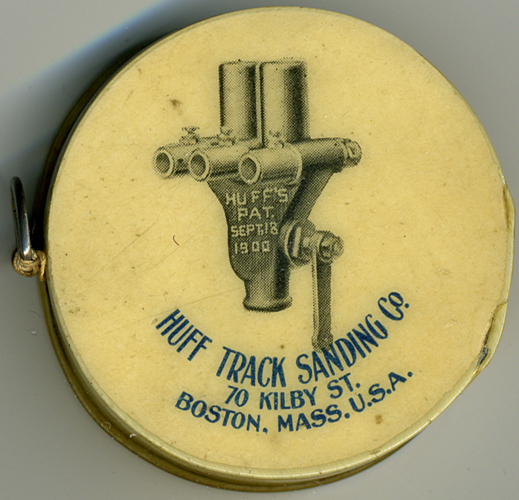 HUFF'S
PAT.
SEPT.18
1900
HUFF TRACK SANDING CO.
70 KILBY ST.
BOSTON, MASS. U.S.A.